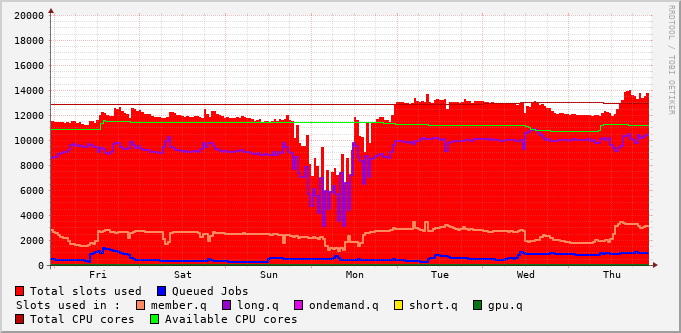 RRDTOOL / TOBI OETIKER
20000
18000
16000
14000
12000
10000
8000
6000
4000
2000
0
Fri Sat Sun Mon Tue Wed Thu
Total slots used Queued Jobs
Slots used in : member.q long.q ondemand.q short.q gpu.q
Total CPU cores Available CPU cores